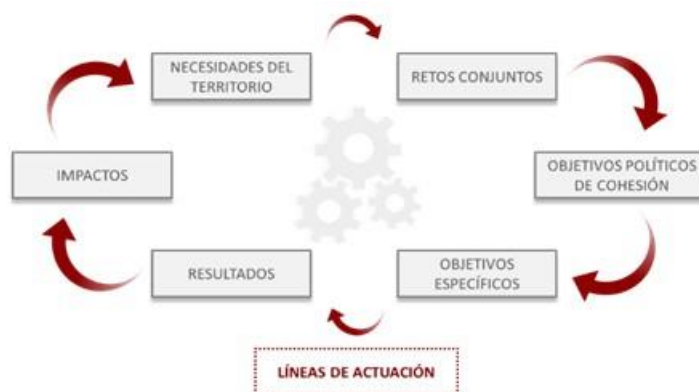 NECESIDADES DEL
TERRITORIO
RETOS CONJUNTOS
OBJETIVOS POLÍTICOS
DE COHESIÓN
OBJETIVOS
ESPECÍFICOS
LÍNEAS DE ACTUACIÓN
RESULTADOS
IMPACTOS